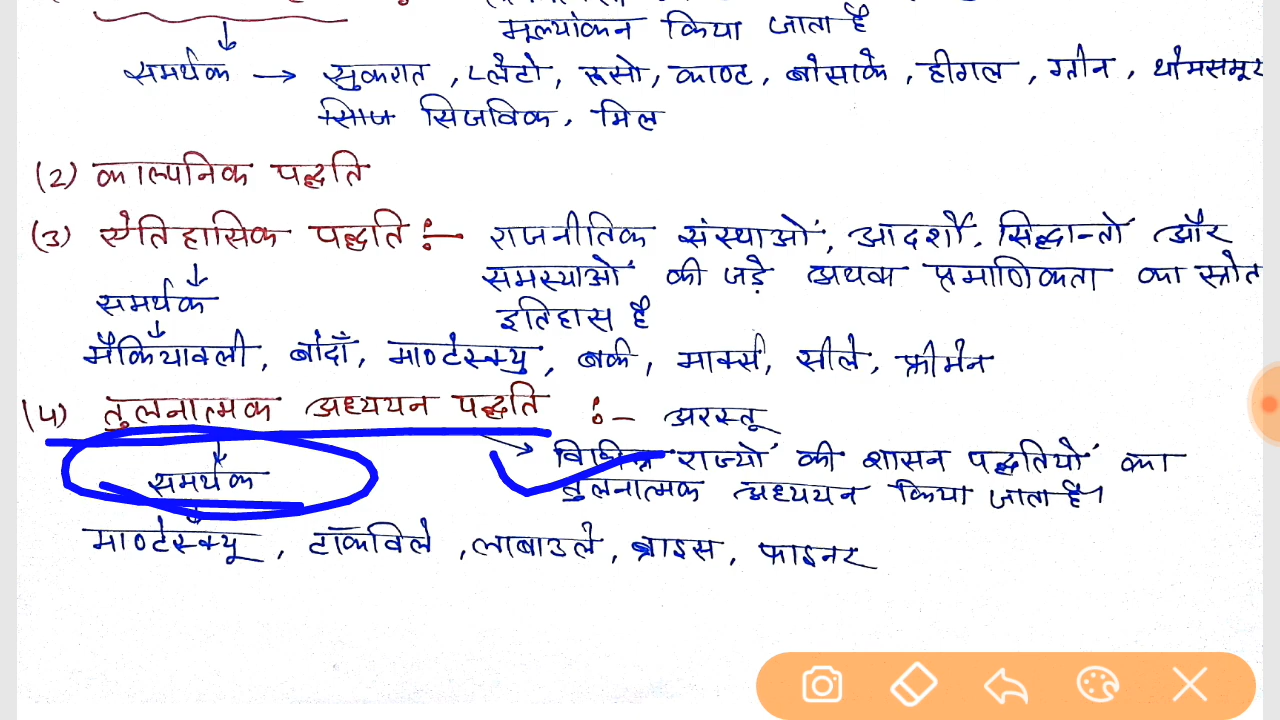 मूल्यांकन किया जाता है
समर्थक → सुकरात, प्लेटो, रूसो, काण्ट, बोसांके, हीगल, ग्रीन, थॉमसमूर
सिजविक, मिल
(2) काल्पनिक पद्धति
(3) ऐतिहासिक पद्धति :- राजनीतिक संस्थाओं, आदर्शों, सिद्धान्तों और
समस्याओं की जड़े अथवा प्रमाणिकता का स्रोत
समर्थक
इतिहास है
मैकियावली, बोदाँ, माण्टेस्क्यु, बर्क, मार्क्स, सीले, फ्रीमैन
(4) तुलनात्मक अध्ययन पद्धति :- अरस्तू
→ विभिन्न राज्यों की शासन पद्धतियों का
समर्थक
तुलनात्मक अध्ययन किया जाता है।
माण्टेस्क्यू, टॉकविले, लाबाउले, ब्राइस, फाइनर